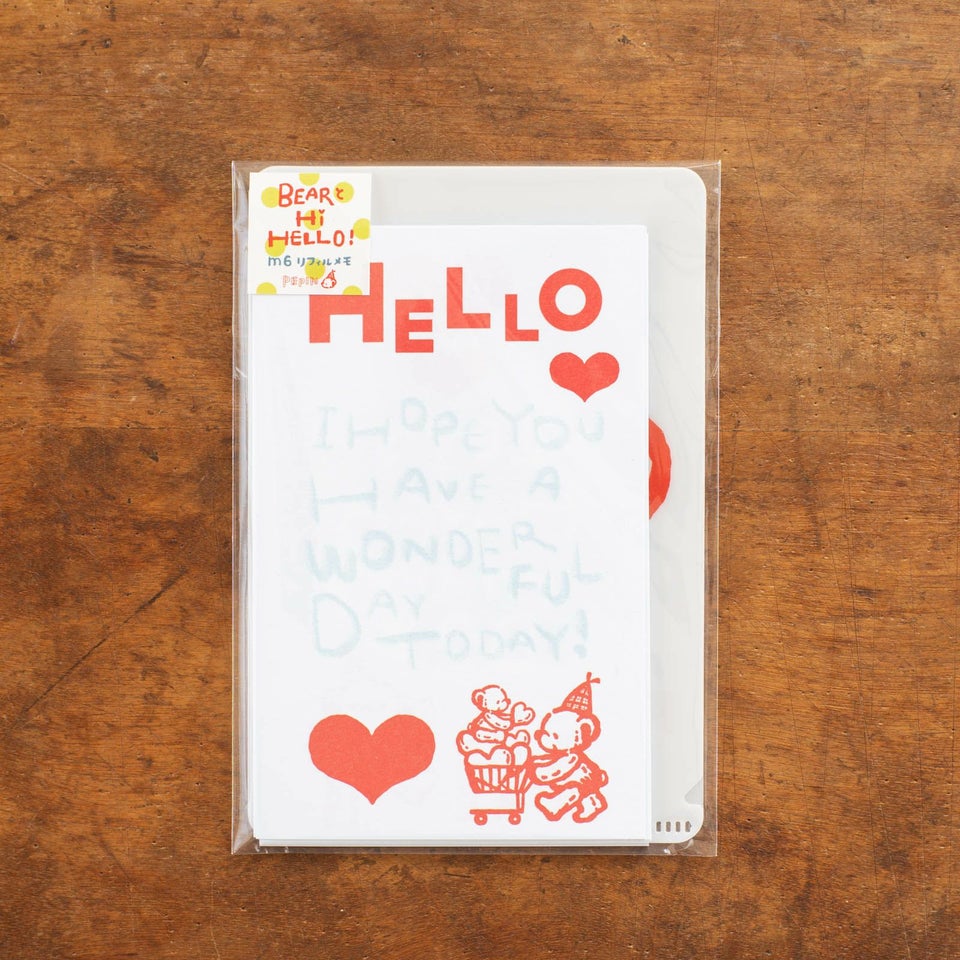 BEARと
Hi
HELLO!
m6 リフィルメモ
papier
HELLO
I HOPE YOU
HAVE A
WONDER
FUL
DAY
TODAY!